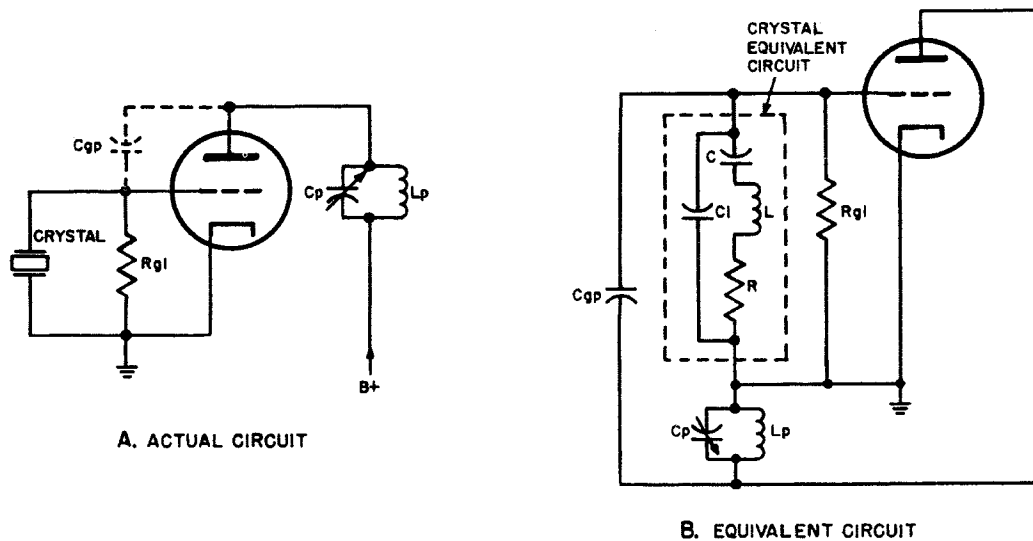 Cgp
CRYSTAL
Rgl
Cp
Lp
B+
A. ACTUAL CIRCUIT
CRYSTAL
EQUIVALENT
CIRCUIT
C
Cl
L
R
Rgl
Cgp
Cp
Lp
B. EQUIVALENT CIRCUIT